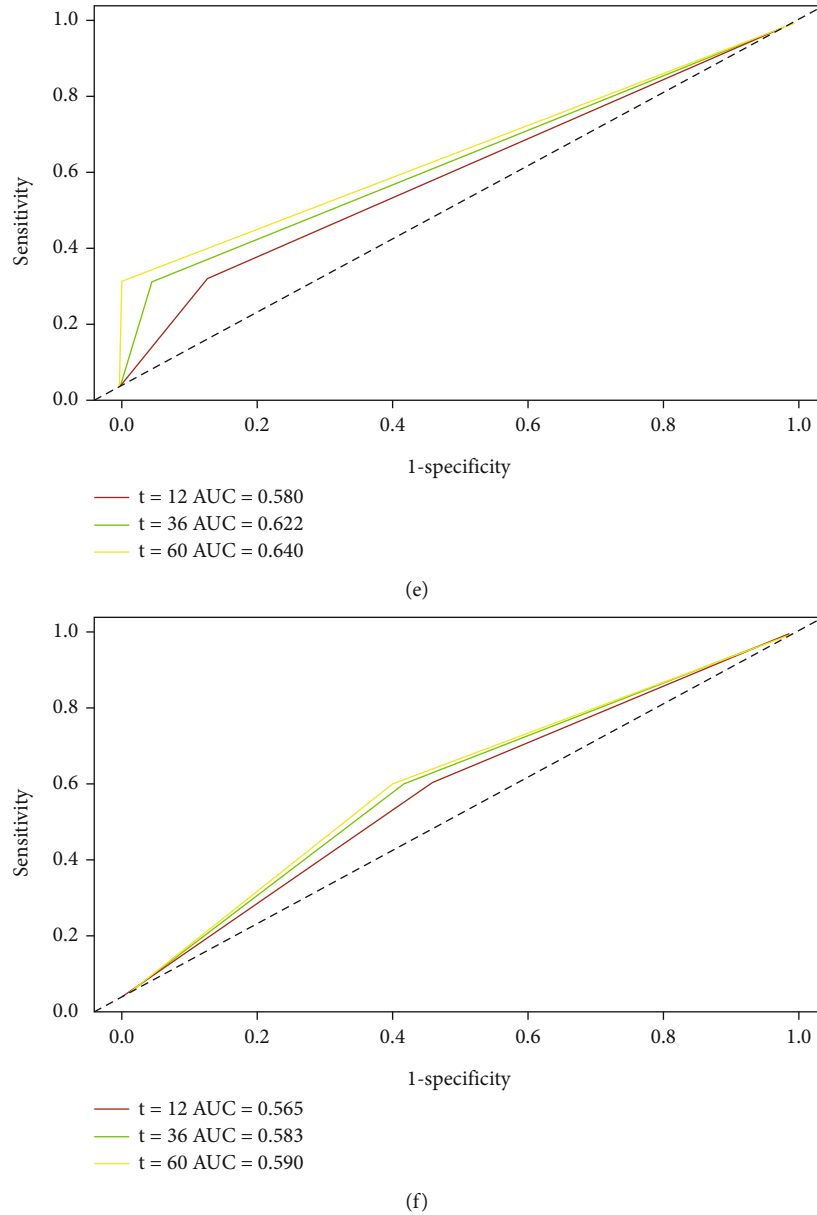 1.0
0.8
0.6
0.4
0.2
0.0
Sensitivity
0.0 0.2 0.4 0.6 0.8 1.0
1-specificity
t = 12 AUC = 0.580
t = 36 AUC = 0.622
t = 60 AUC = 0.640
(e)
1.0
0.8
0.6
0.4
0.2
0.0
Sensitivity
0.0 0.2 0.4 0.6 0.8 1.0
1-specificity
t = 12 AUC = 0.565
t = 36 AUC = 0.583
t = 60 AUC = 0.590
(f)